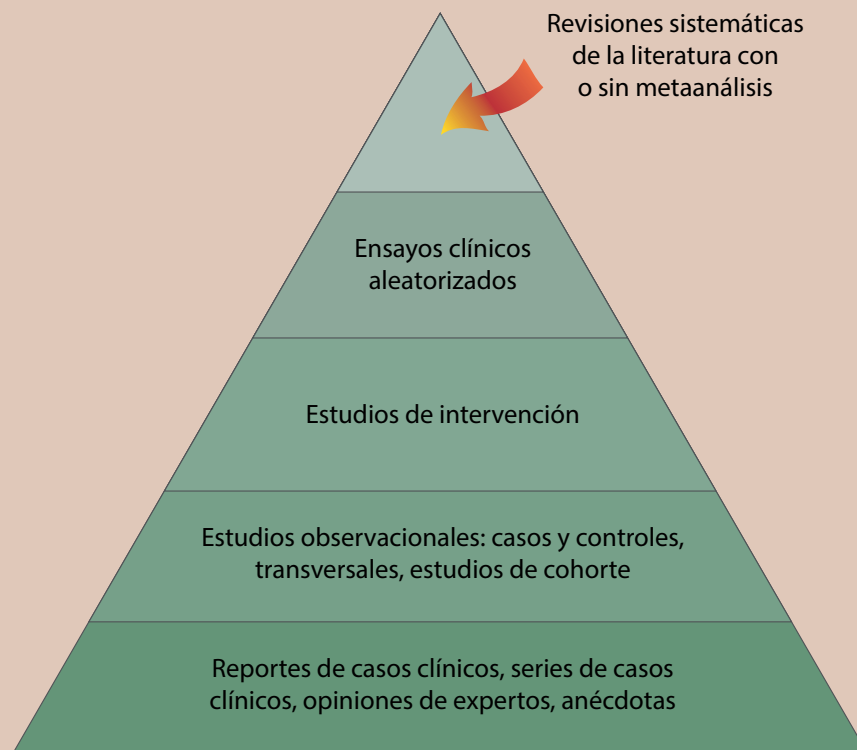 Revisiones sistemáticas
de la literatura con
o sin metaanálisis
Ensayos clínicos
aleatorizados
Estudios de intervención
Estudios observacionales: casos y controles,
transversales, estudios de cohorte
Reportes de casos clínicos, series de casos
clínicos, opiniones de expertos, anécdotas